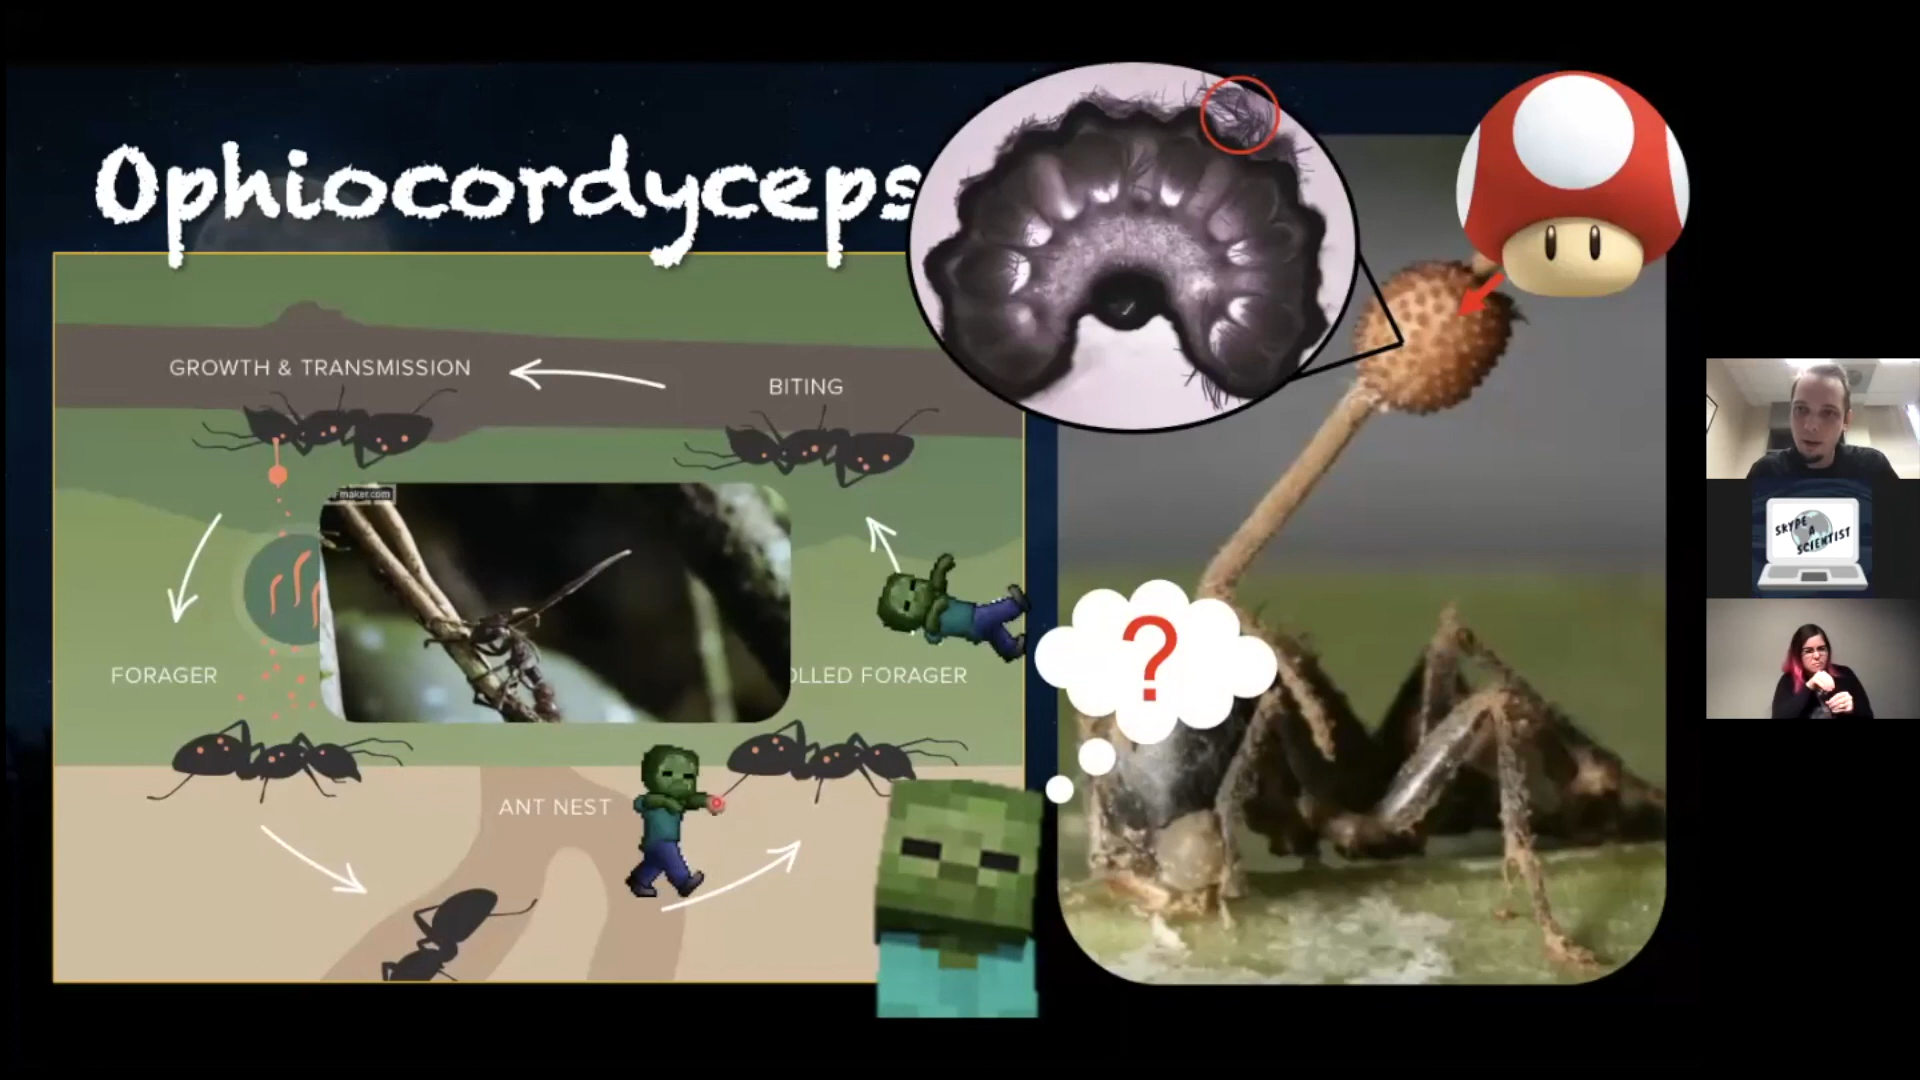 Ophiocordyceps
GROWTH & TRANSMISSION
BITING
maker.com
FORAGER
OLLED FORAGER
ANT NEST
?
SKYPE
A
SCIENTIST